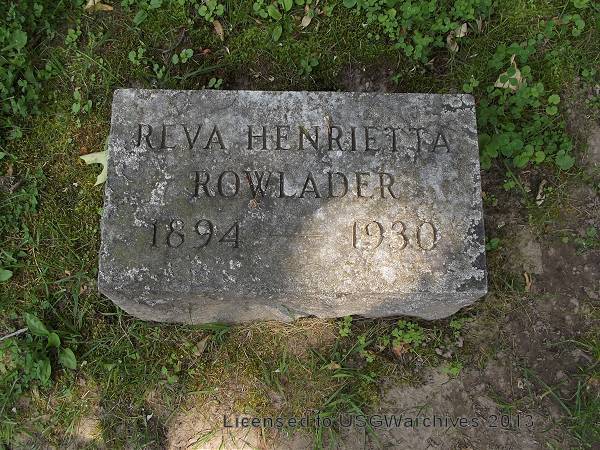 REVA HENRIETTA
ROWLADER
1894 — 1930
Licensed to USGWarchives 2013